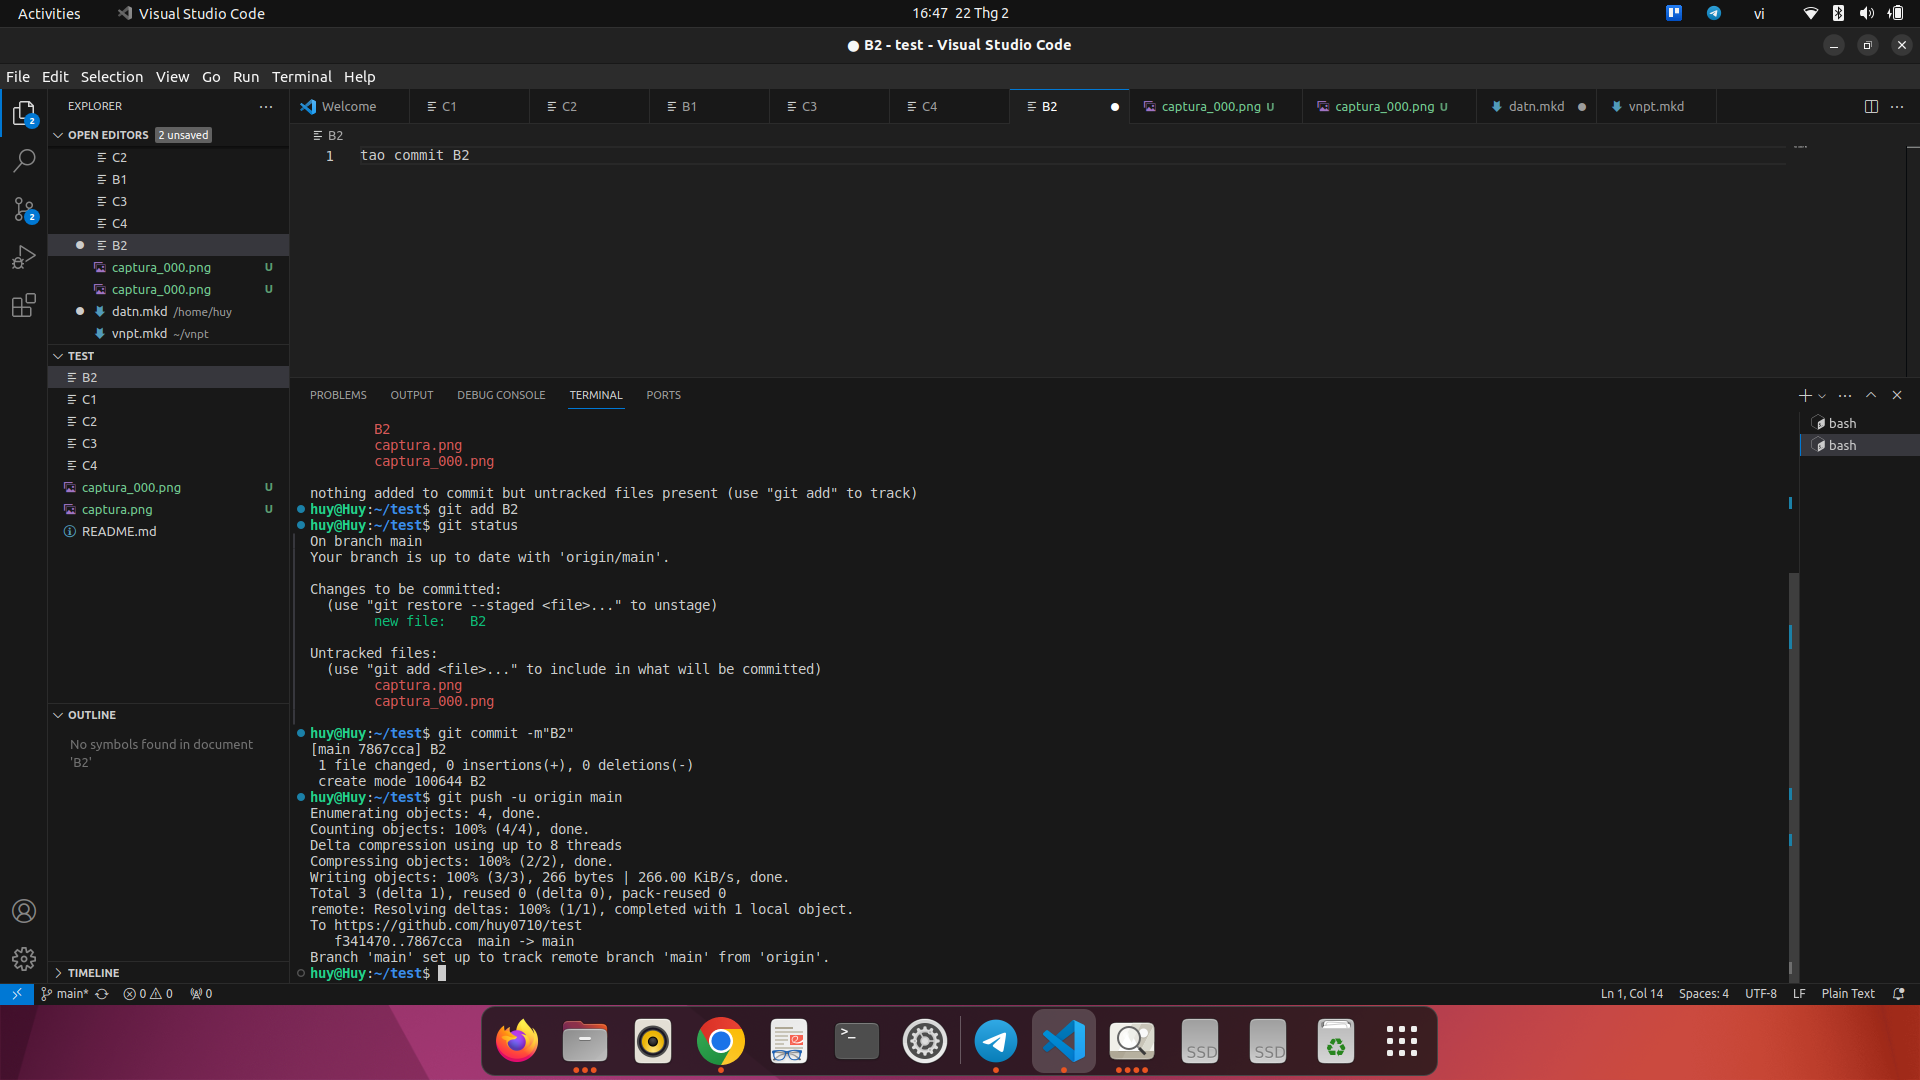 Activities
Visual Studio Code
16:47 22 Thg 2
vi
B2 - test - Visual Studio Code
File Edit Selection View Go Run Terminal Help
EXPLORER
Welcome
C1
C2
B1
C3
C4
B2
captura_000.png U
captura_000.png U
datn.mkd
vnpt.mkd
OPEN EDITORS 2 unsaved
C2
B1
C3
C4
B2
captura_000.png U
captura_000.png U
datn.mkd /home/huy
vnpt.mkd ~/vnpt
TEST
B2
C1
C2
C3
C4
captura_000.png U
captura.png U
README.md
OUTLINE
No symbols found in document
'B2'
TIMELINE
2
2
B2
1 tao commit B2
PROBLEMS OUTPUT DEBUG CONSOLE TERMINAL PORTS
bash
bash
B2
captura.png
captura_000.png
nothing added to commit but untracked files present (use "git add" to track)
huy@Huy:~/test$ git add B2
huy@Huy:~/test$ git status
On branch main
Your branch is up to date with 'origin/main'.
Changes to be committed:
(use "git restore --staged <file>..." to unstage)
new file:   B2
Untracked files:
(use "git add <file>..." to include in what will be committed)
captura.png
captura_000.png
huy@Huy:~/test$ git commit -m"B2"
[main 7867cca] B2
1 file changed, 0 insertions(+), 0 deletions(-)
create mode 100644 B2
huy@Huy:~/test$ git push -u origin main
Enumerating objects: 4, done.
Counting objects: 100% (4/4), done.
Delta compression using up to 8 threads
Compressing objects: 100% (2/2), done.
Writing objects: 100% (3/3), 266 bytes | 266.00 KiB/s, done.
Total 3 (delta 1), reused 0 (delta 0), pack-reused 0
remote: Resolving deltas: 100% (1/1), completed with 1 local object.
To https://github.com/huy0710/test
f341470..7867cca  main -> main
Branch 'main' set up to track remote branch 'main' from 'origin'.
huy@Huy:~/test$
main* 0 0 0
Ln 1, Col 14 Spaces: 4 UTF-8 LF Plain Text
>_
SSD
SSD